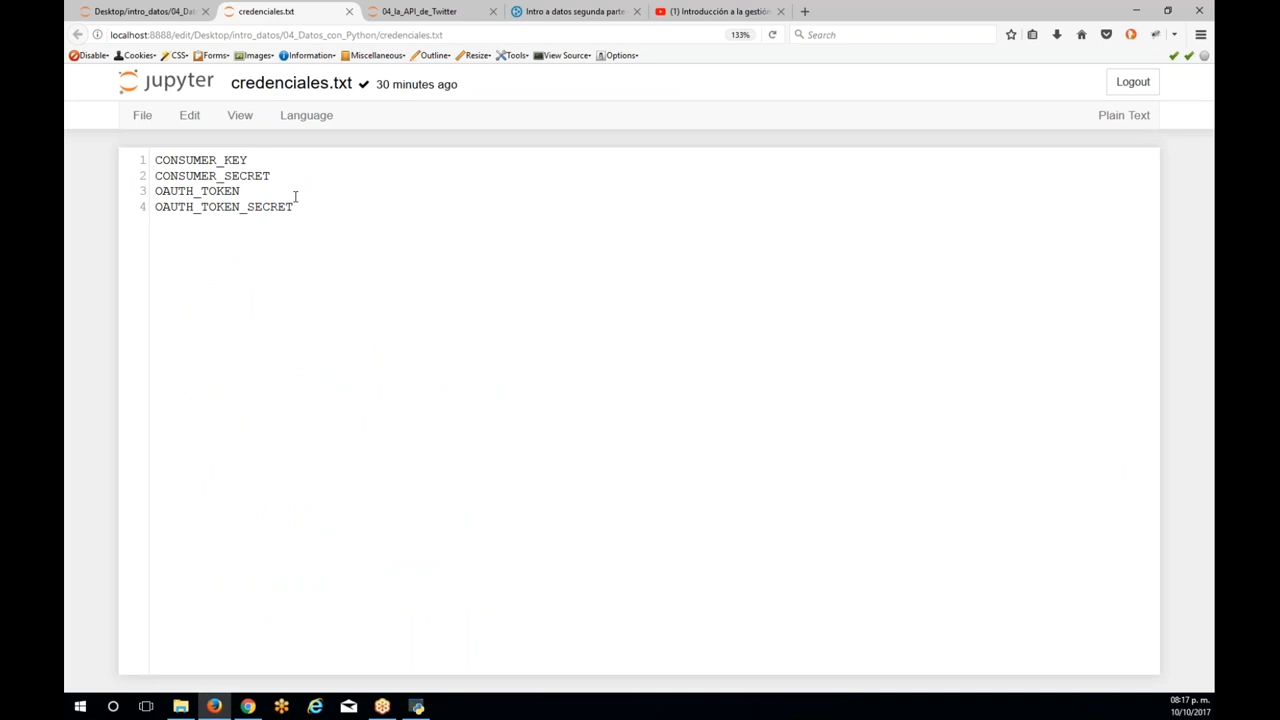 Desktop/intro_datos/04_Dat
credenciales.txt
04_la_API_de_Twitter
Intro a datos segunda parte
(1) Introducción a la gestión
localhost:8888/edit/Desktop/intro_datos/04_Datos_con_Python/credenciales.txt
133%
Search
Disable
Cookies
CSS
Forms
Images
Information
Miscellaneous
Outline
Resize
Tools
View Source
Options
jupyter
credenciales.txt
30 minutes ago
Logout
File
Edit
View
Language
Plain Text
1 CONSUMER_KEY
2 CONSUMER_SECRET
3 OAUTH_TOKEN
4 OAUTH_TOKEN_SECRET
08:17 p. m.
10/10/2017